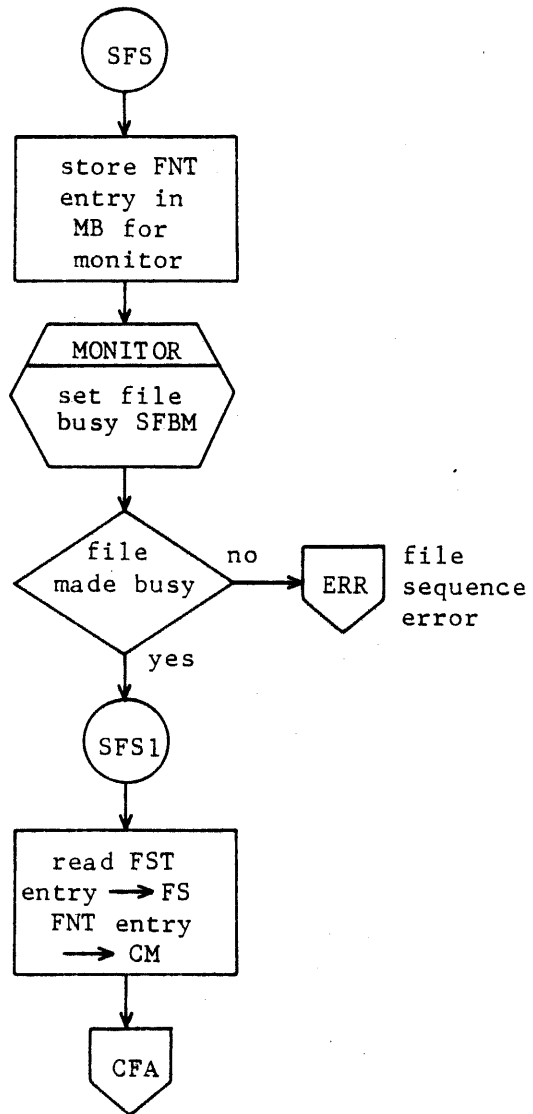 SFS
store FNT
entry in
MB for
monitor
MONITOR
set file
busy SFBM
file
made busy
no
ERR
file
sequence
error
yes
SFS1
read FST
entry → FS
FNT entry
→ CM
CFA